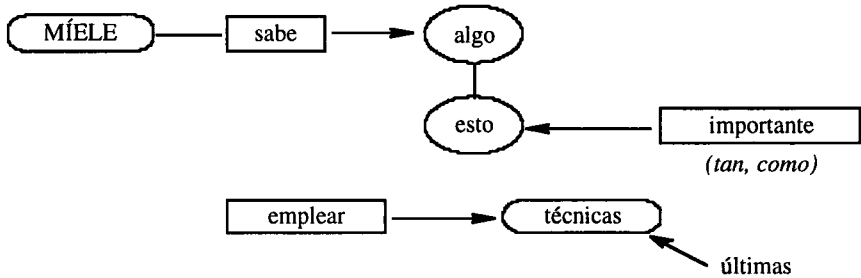 MÍELE sabe algo
esto importante
(tan, como)
emplear técnicas
últimas